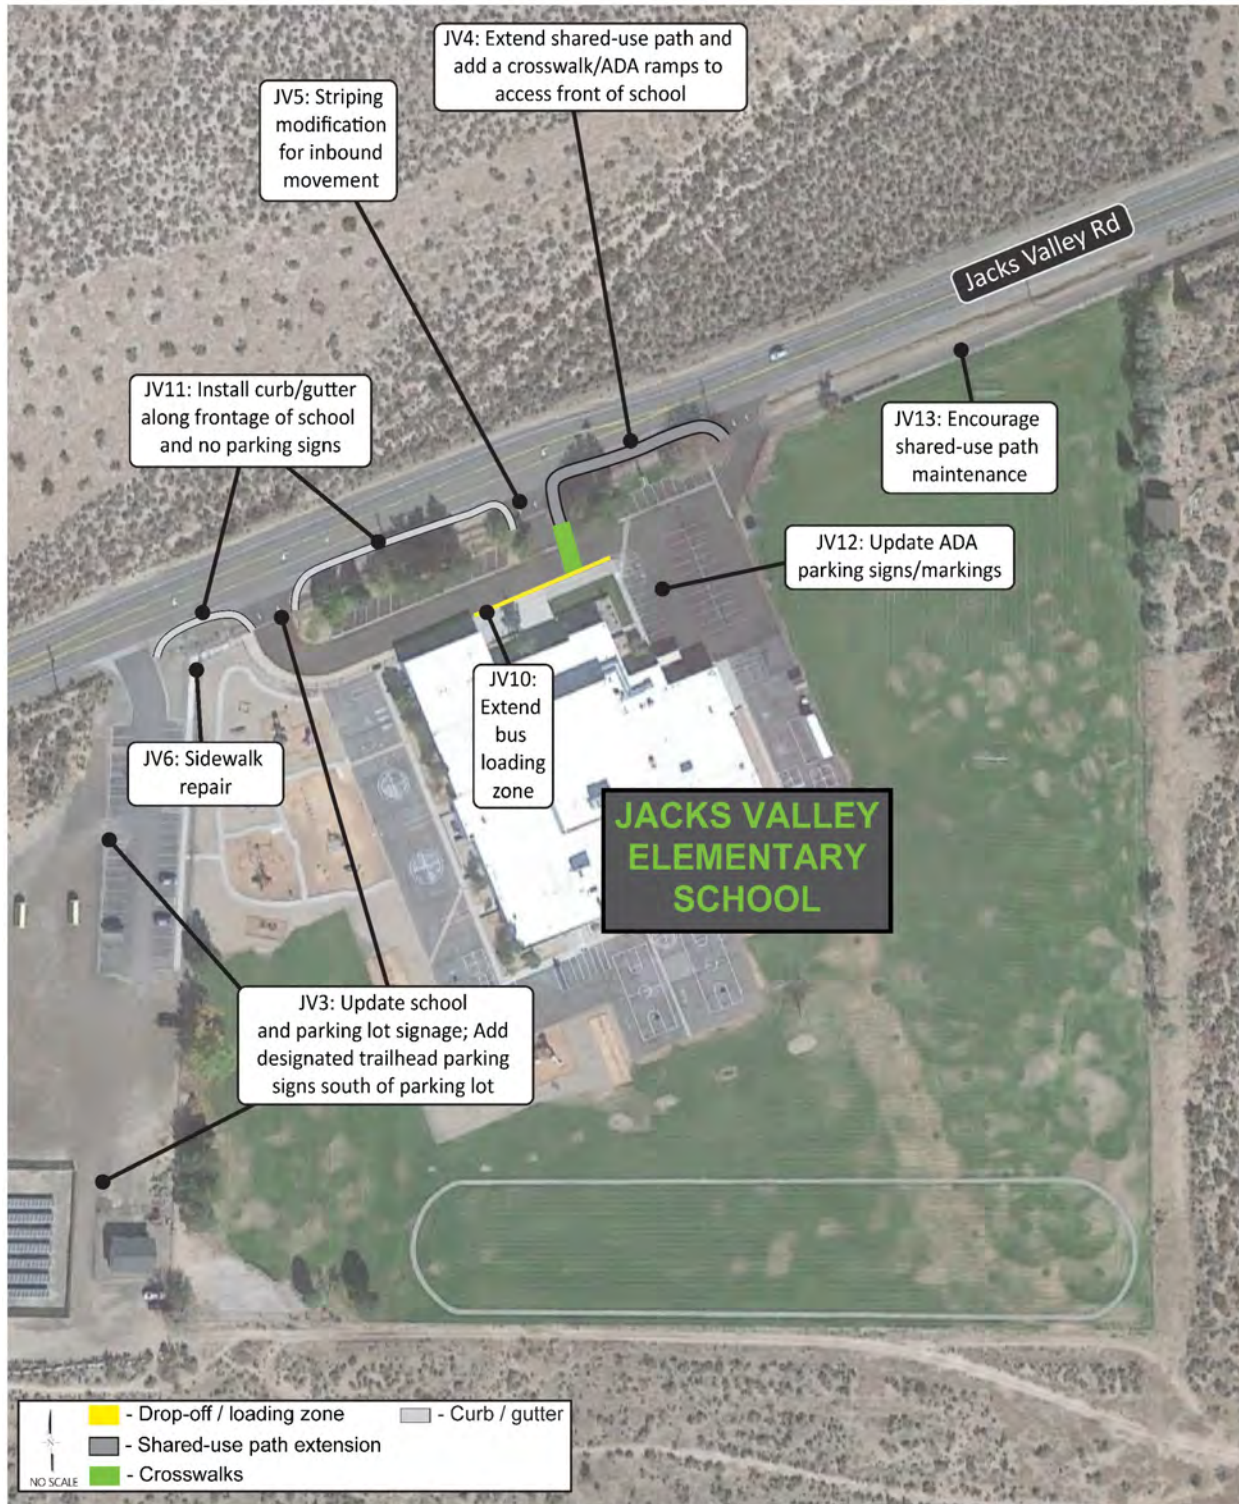 JV4: Extend shared-use path and
add a crosswalk/ADA ramps to
access front of school
JV5: Striping
modification
for inbound
movement
Jacks Valley Rd
JV11: Install curb/gutter
along frontage of school
and no parking signs
JV13: Encourage
shared-use path
maintenance
JV12: Update ADA
parking signs/markings
JV10:
Extend
bus
loading
zone
JV6: Sidewalk
repair
JACKS VALLEY
ELEMENTARY
SCHOOL
JV3: Update school
and parking lot signage; Add
designated trailhead parking
signs south of parking lot
N
NO SCALE
- Drop-off / loading zone
- Shared-use path extension
- Crosswalks
- Curb / gutter